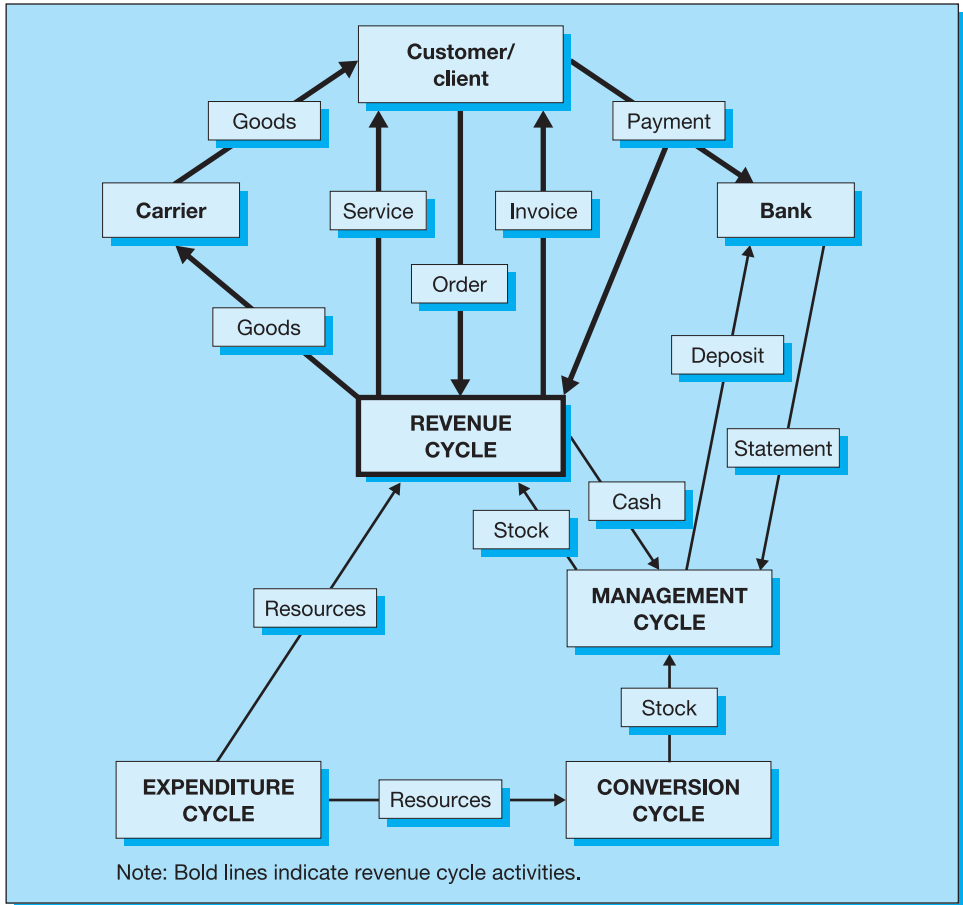 Customer/
client
Goods
Payment
Carrier
Service
Invoice
Bank
Order
Goods
Deposit
REVENUE
CYCLE
Statement
Cash
Stock
MANAGEMENT
CYCLE
Resources
Stock
EXPENDITURE
CYCLE
Resources
CONVERSION
CYCLE
Note: Bold lines indicate revenue cycle activities.